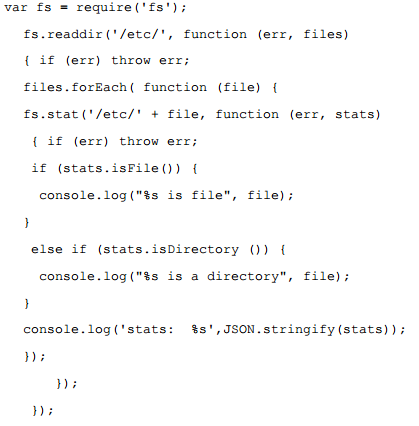 var fs = require('fs');
fs.readdir('/etc/', function (err, files)
{ if (err) throw err;
files.forEach( function (file) {
fs.stat('/etc/' + file, function (err, stats)
{ if (err) throw err;
if (stats.isFile()) {
console.log("%s is file", file);
}
else if (stats.isDirectory ()) {
console.log("%s is a directory", file);
}
console.log('stats:  %s',JSON.stringify(stats));
});
});
});